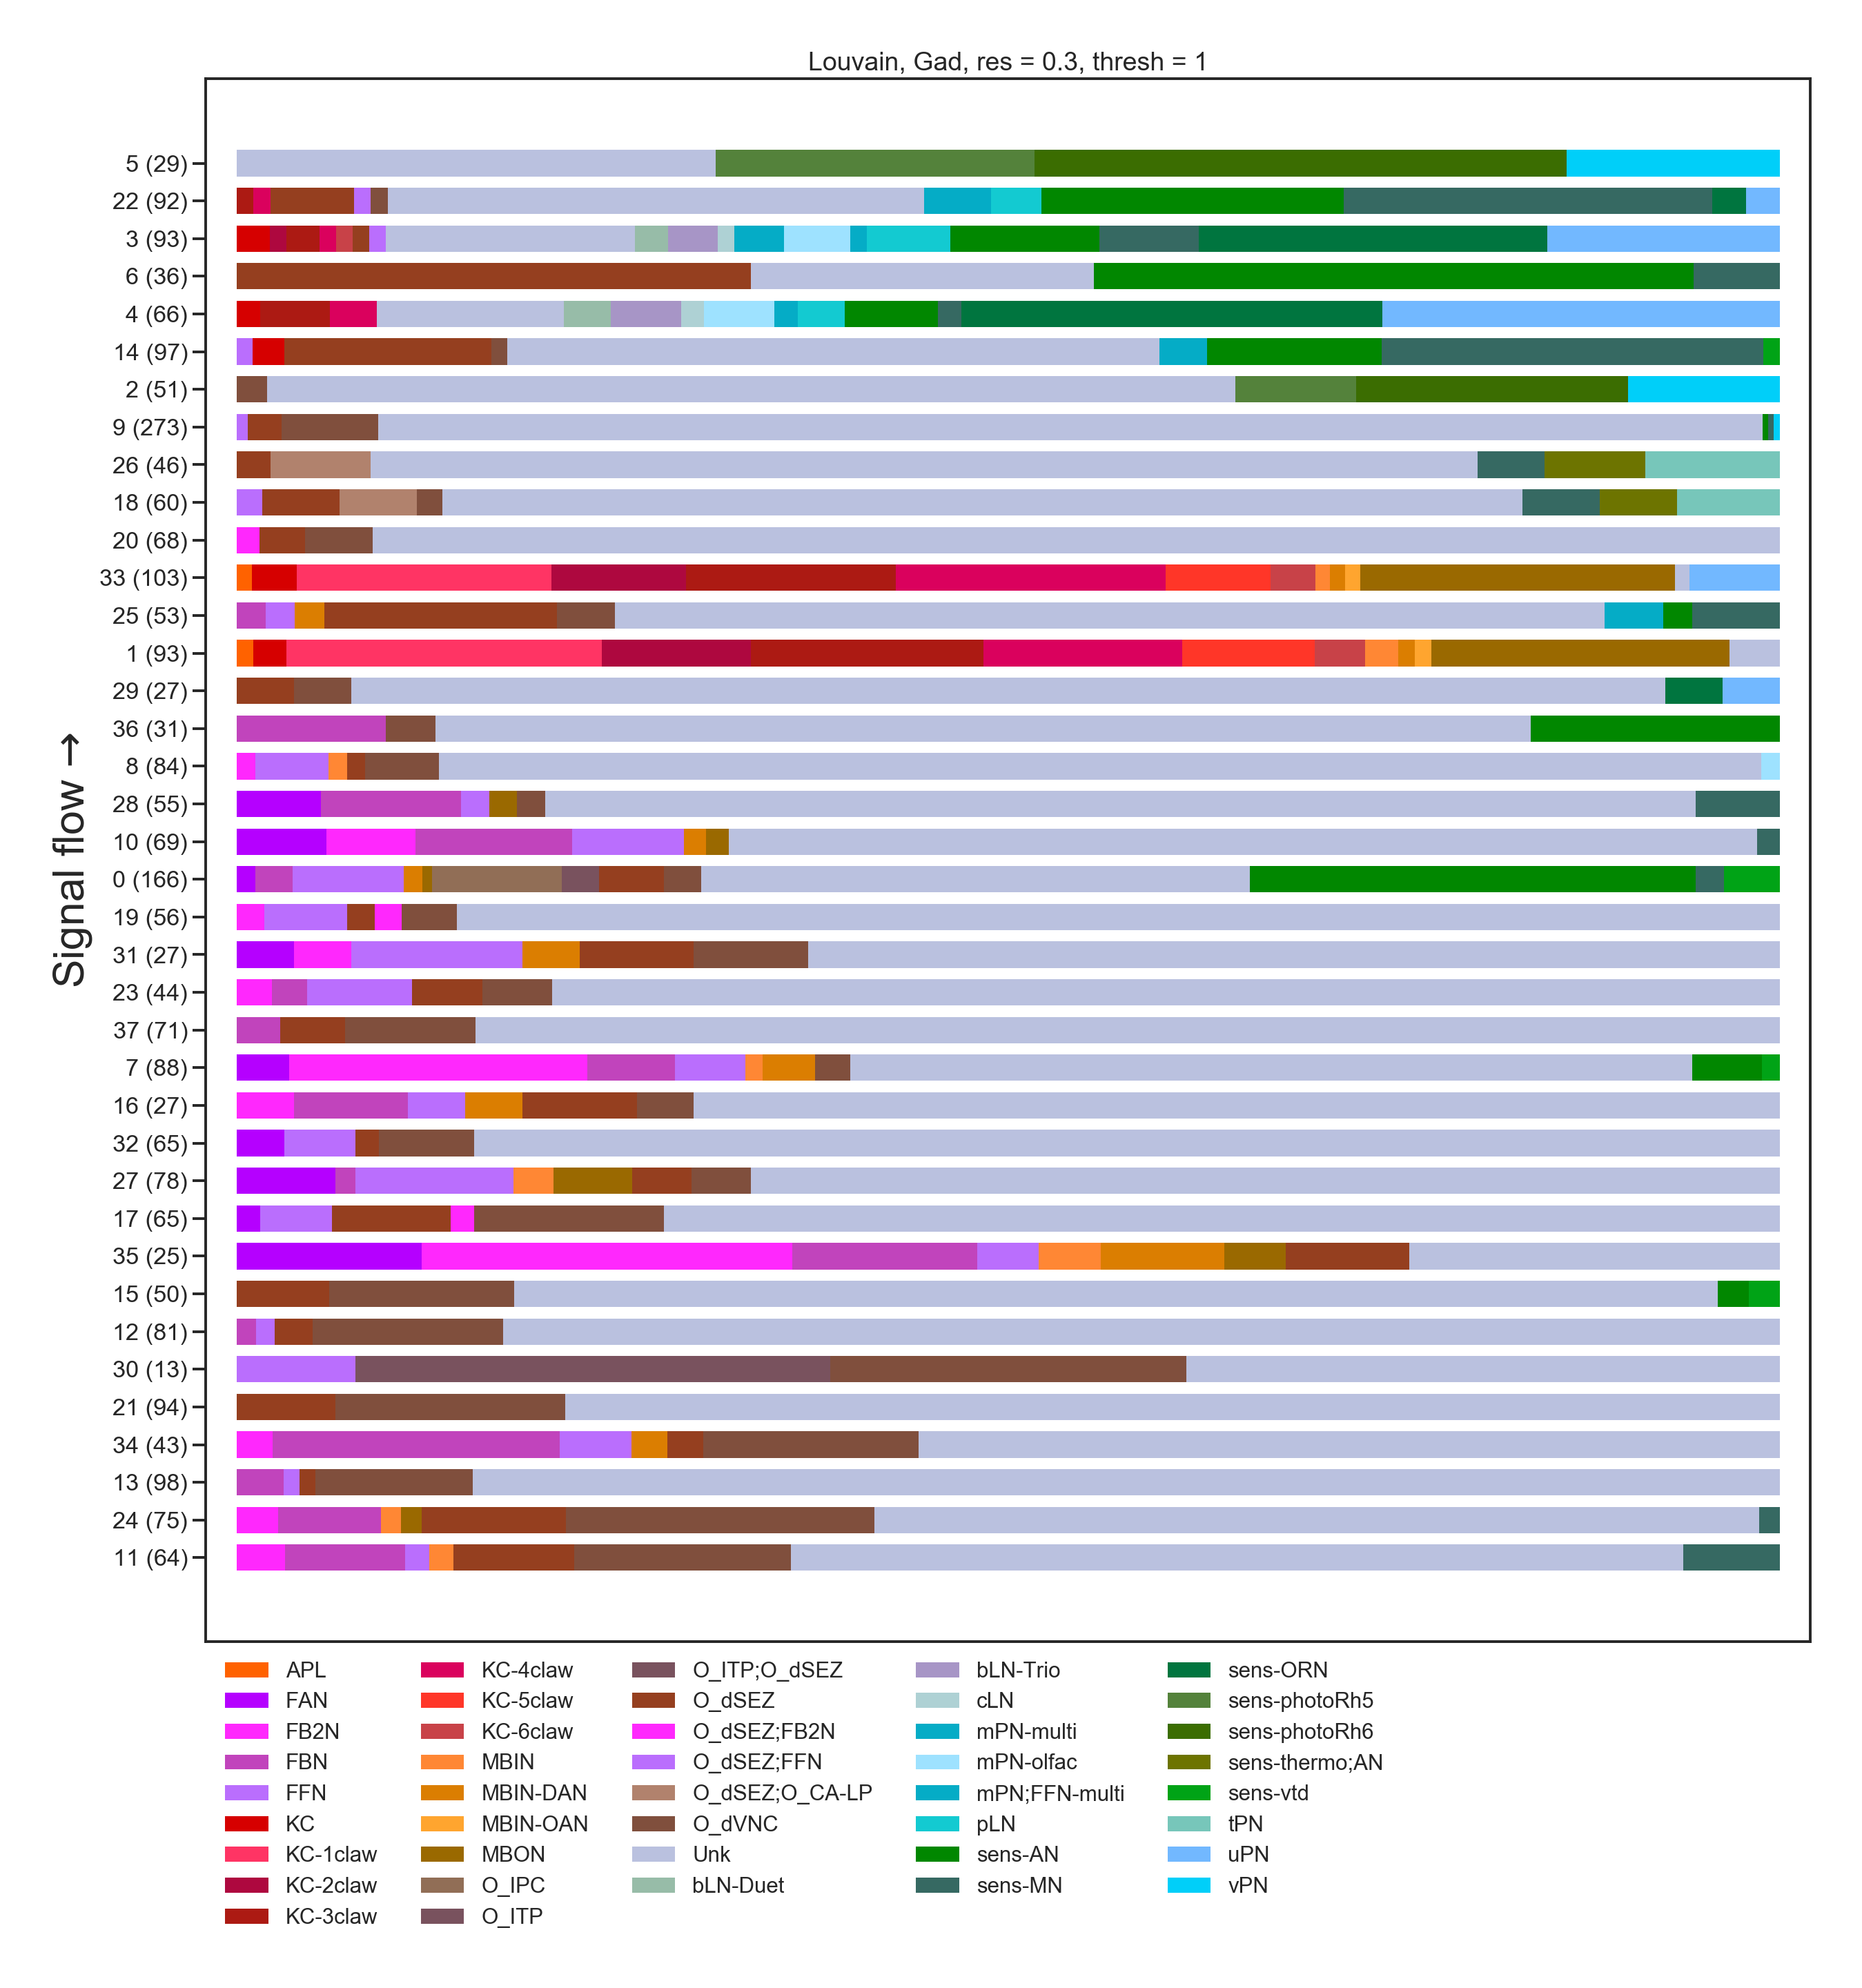 Louvain, Gad, res = 0.3, thresh = 1
Signal flow →
5 (29)
22 (92)
3 (93)
6 (36)
4 (66)
14 (97)
2 (51)
9 (273)
26 (46)
18 (60)
20 (68)
33 (103)
25 (53)
1 (93)
29 (27)
36 (31)
8 (84)
28 (55)
10 (69)
0 (166)
19 (56)
31 (27)
23 (44)
37 (71)
7 (88)
16 (27)
32 (65)
27 (78)
17 (65)
35 (25)
15 (50)
12 (81)
30 (13)
21 (94)
34 (43)
13 (98)
24 (75)
11 (64)
APL
FAN
FB2N
FBN
FFN
KC
KC-1claw
KC-2claw
KC-3claw
KC-4claw
KC-5claw
KC-6claw
MBIN
MBIN-DAN
MBIN-OAN
MBON
O_IPC
O_ITP
O_ITP;O_dSEZ
O_dSEZ
O_dSEZ;FB2N
O_dSEZ;FFN
O_dSEZ;O_CA-LP
O_dVNC
Unk
bLN-Duet
bLN-Trio
cLN
mPN-multi
mPN-olfac
mPN;FFN-multi
pLN
sens-AN
sens-MN
sens-ORN
sens-photoRh5
sens-photoRh6
sens-thermo;AN
sens-vtd
tPN
uPN
vPN